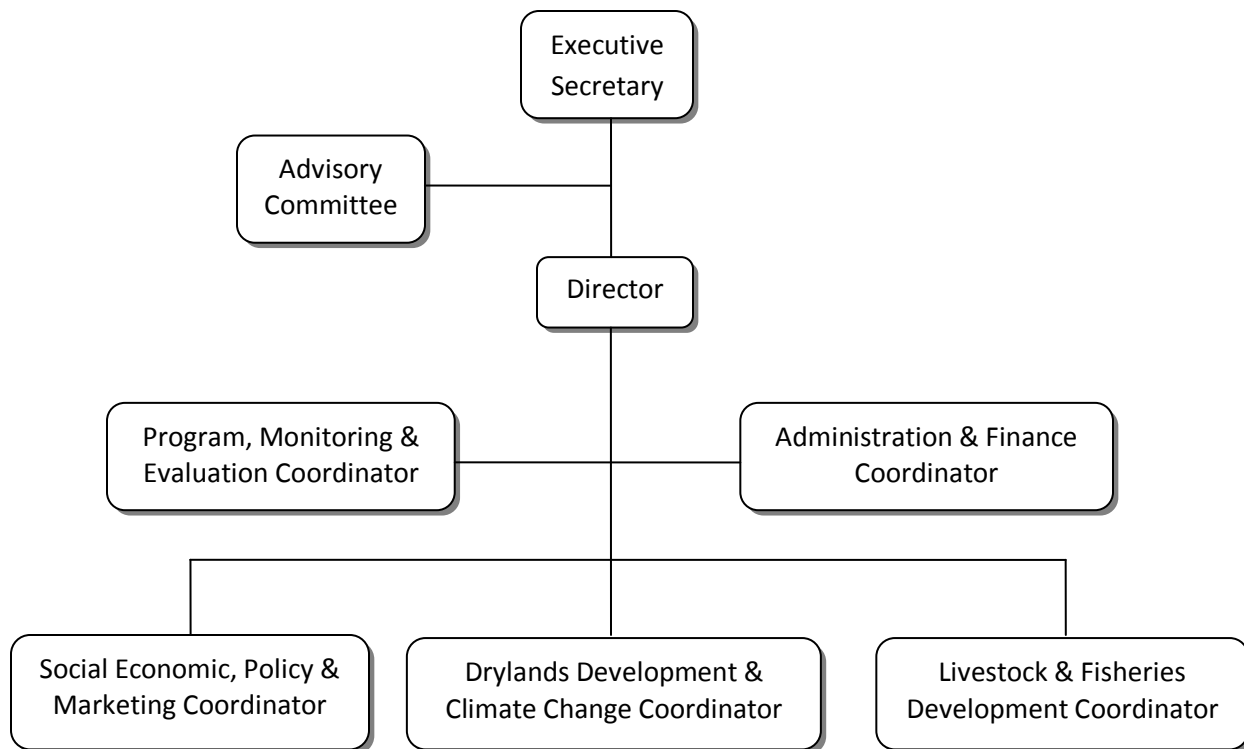 Executive
Secretary
Advisory
Committee
Director
Program, Monitoring &
Evaluation Coordinator
Administration & Finance
Coordinator
Social Economic, Policy &
Marketing Coordinator
Drylands Development &
Climate Change Coordinator
Livestock & Fisheries
Development Coordinator